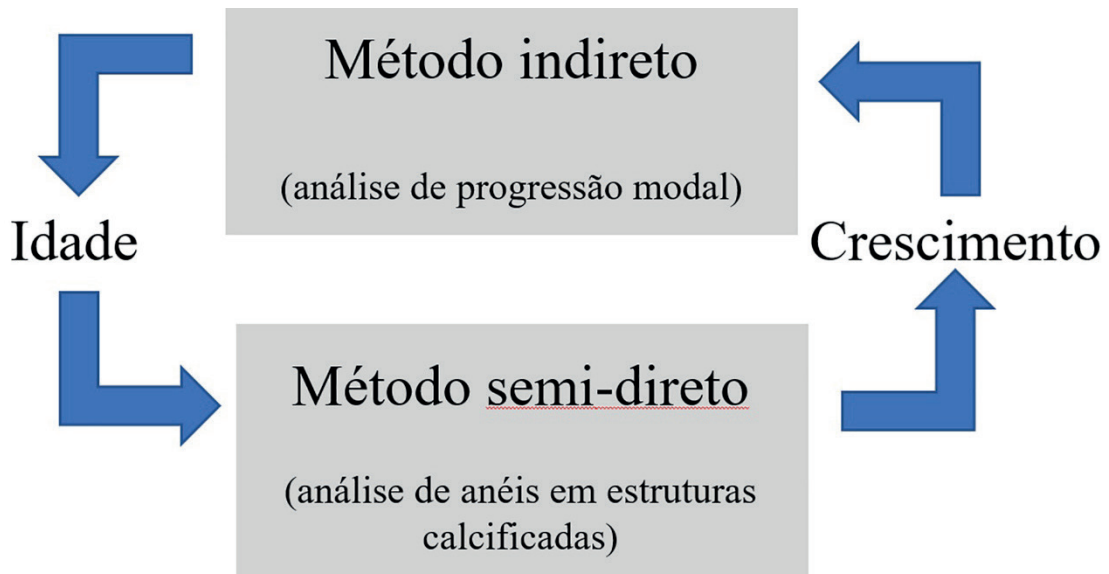 Método indireto
(análise de progressão modal)
Idade
Crescimento
Método semi-direto
(análise de anéis em estruturas
calcificadas)